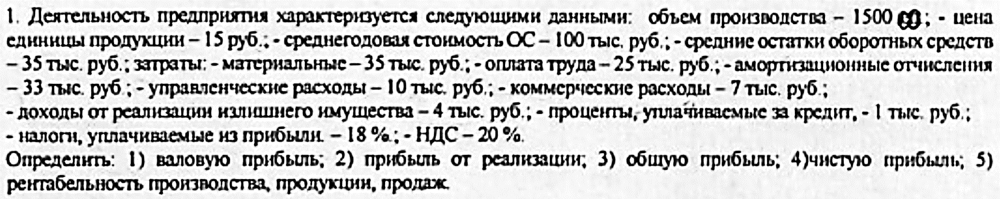 1. Деятельность предприятия характеризуется следующими данными: объем производства – 1500 ; - цена
единицы продукции – 15 руб.; - среднегодовая стоимость ОС – 100 тыс. руб.; - средние остатки оборотных средств
– 35 тыс. руб.; затраты: - материальные – 35 тыс. руб.; - оплата труда – 25 тыс. руб.; - амортизационные отчисления
– 33 тыс. руб.; - управленческие расходы – 10 тыс. руб.; - коммерческие расходы – 7 тыс. руб.;
- доходы от реализации излишнего имущества – 4 тыс. руб.; - проценты, уплачиваемые за кредит, - 1 тыс. руб.;
- налоги, уплачиваемые из прибыли – 18 %.; - НДС – 20 %.
Определить: 1) валовую прибыль; 2) прибыль от реализации; 3) общую прибыль; 4)чистую прибыль; 5)
рентабельность производства, продукции, продаж.